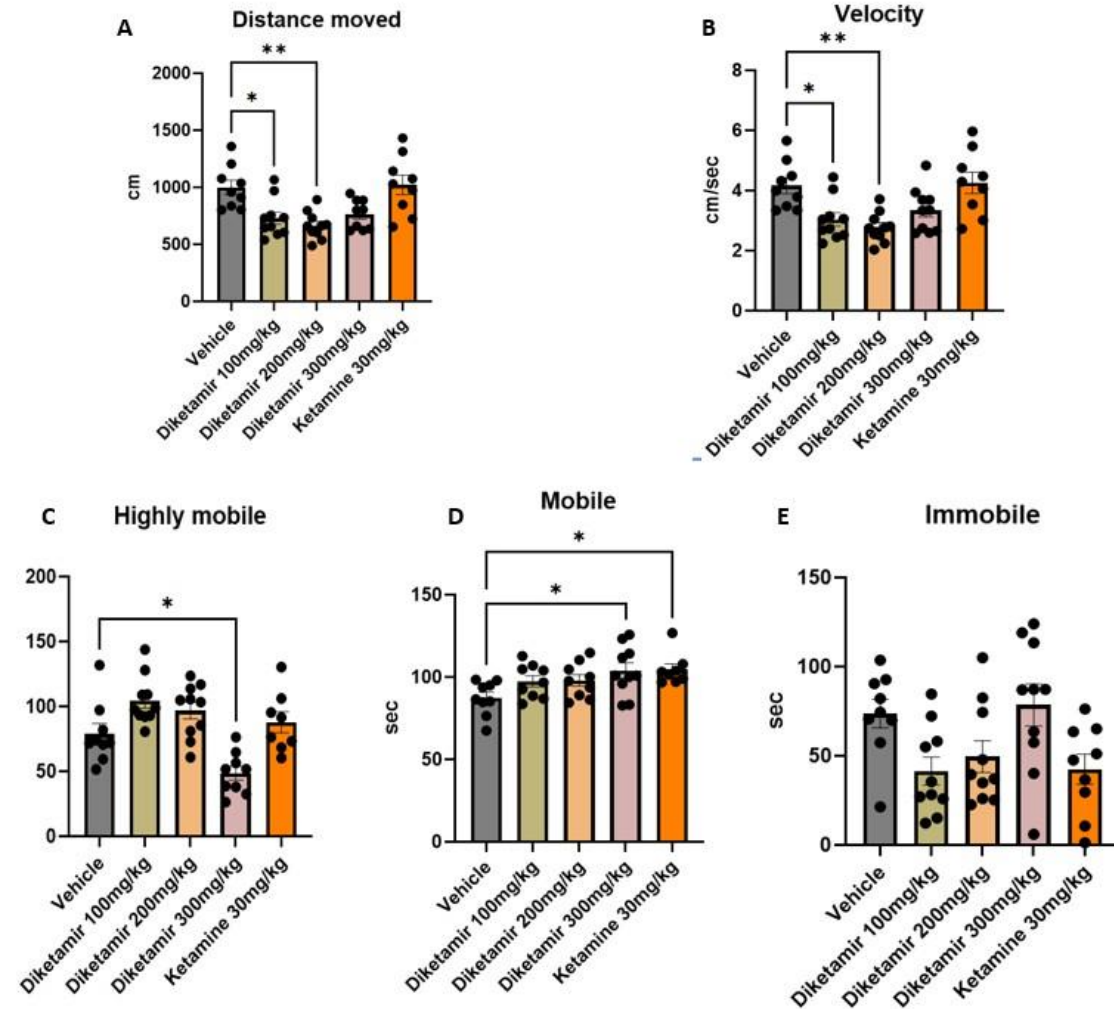 A
Distance moved
**
*
cm
2000
1500
1000
500
0
Vehicle
Diketamir 100mg/kg
Diketamir 200mg/kg
Diketamir 300mg/kg
Ketamine 30mg/kg
B
Velocity
**
*
cm/sec
8
6
4
2
0
Vehicle
Diketamir 100mg/kg
Diketamir 200mg/kg
Diketamir 300mg/kg
Ketamine 30mg/kg
C
Highly mobile
*
200
150
100
50
0
Vehicle
Diketamir 100mg/kg
Diketamir 200mg/kg
Diketamir 300mg/kg
Ketamine 30mg/kg
D
Mobile
*
*
sec
150
100
50
0
Vehicle
Diketamir 100mg/kg
Diketamir 200mg/kg
Diketamir 300mg/kg
Ketamine 30mg/kg
E
Immobile
sec
150
100
50
0
Vehicle
Diketamir 100mg/kg
Diketamir 200mg/kg
Diketamir 300mg/kg
Ketamine 30mg/kg